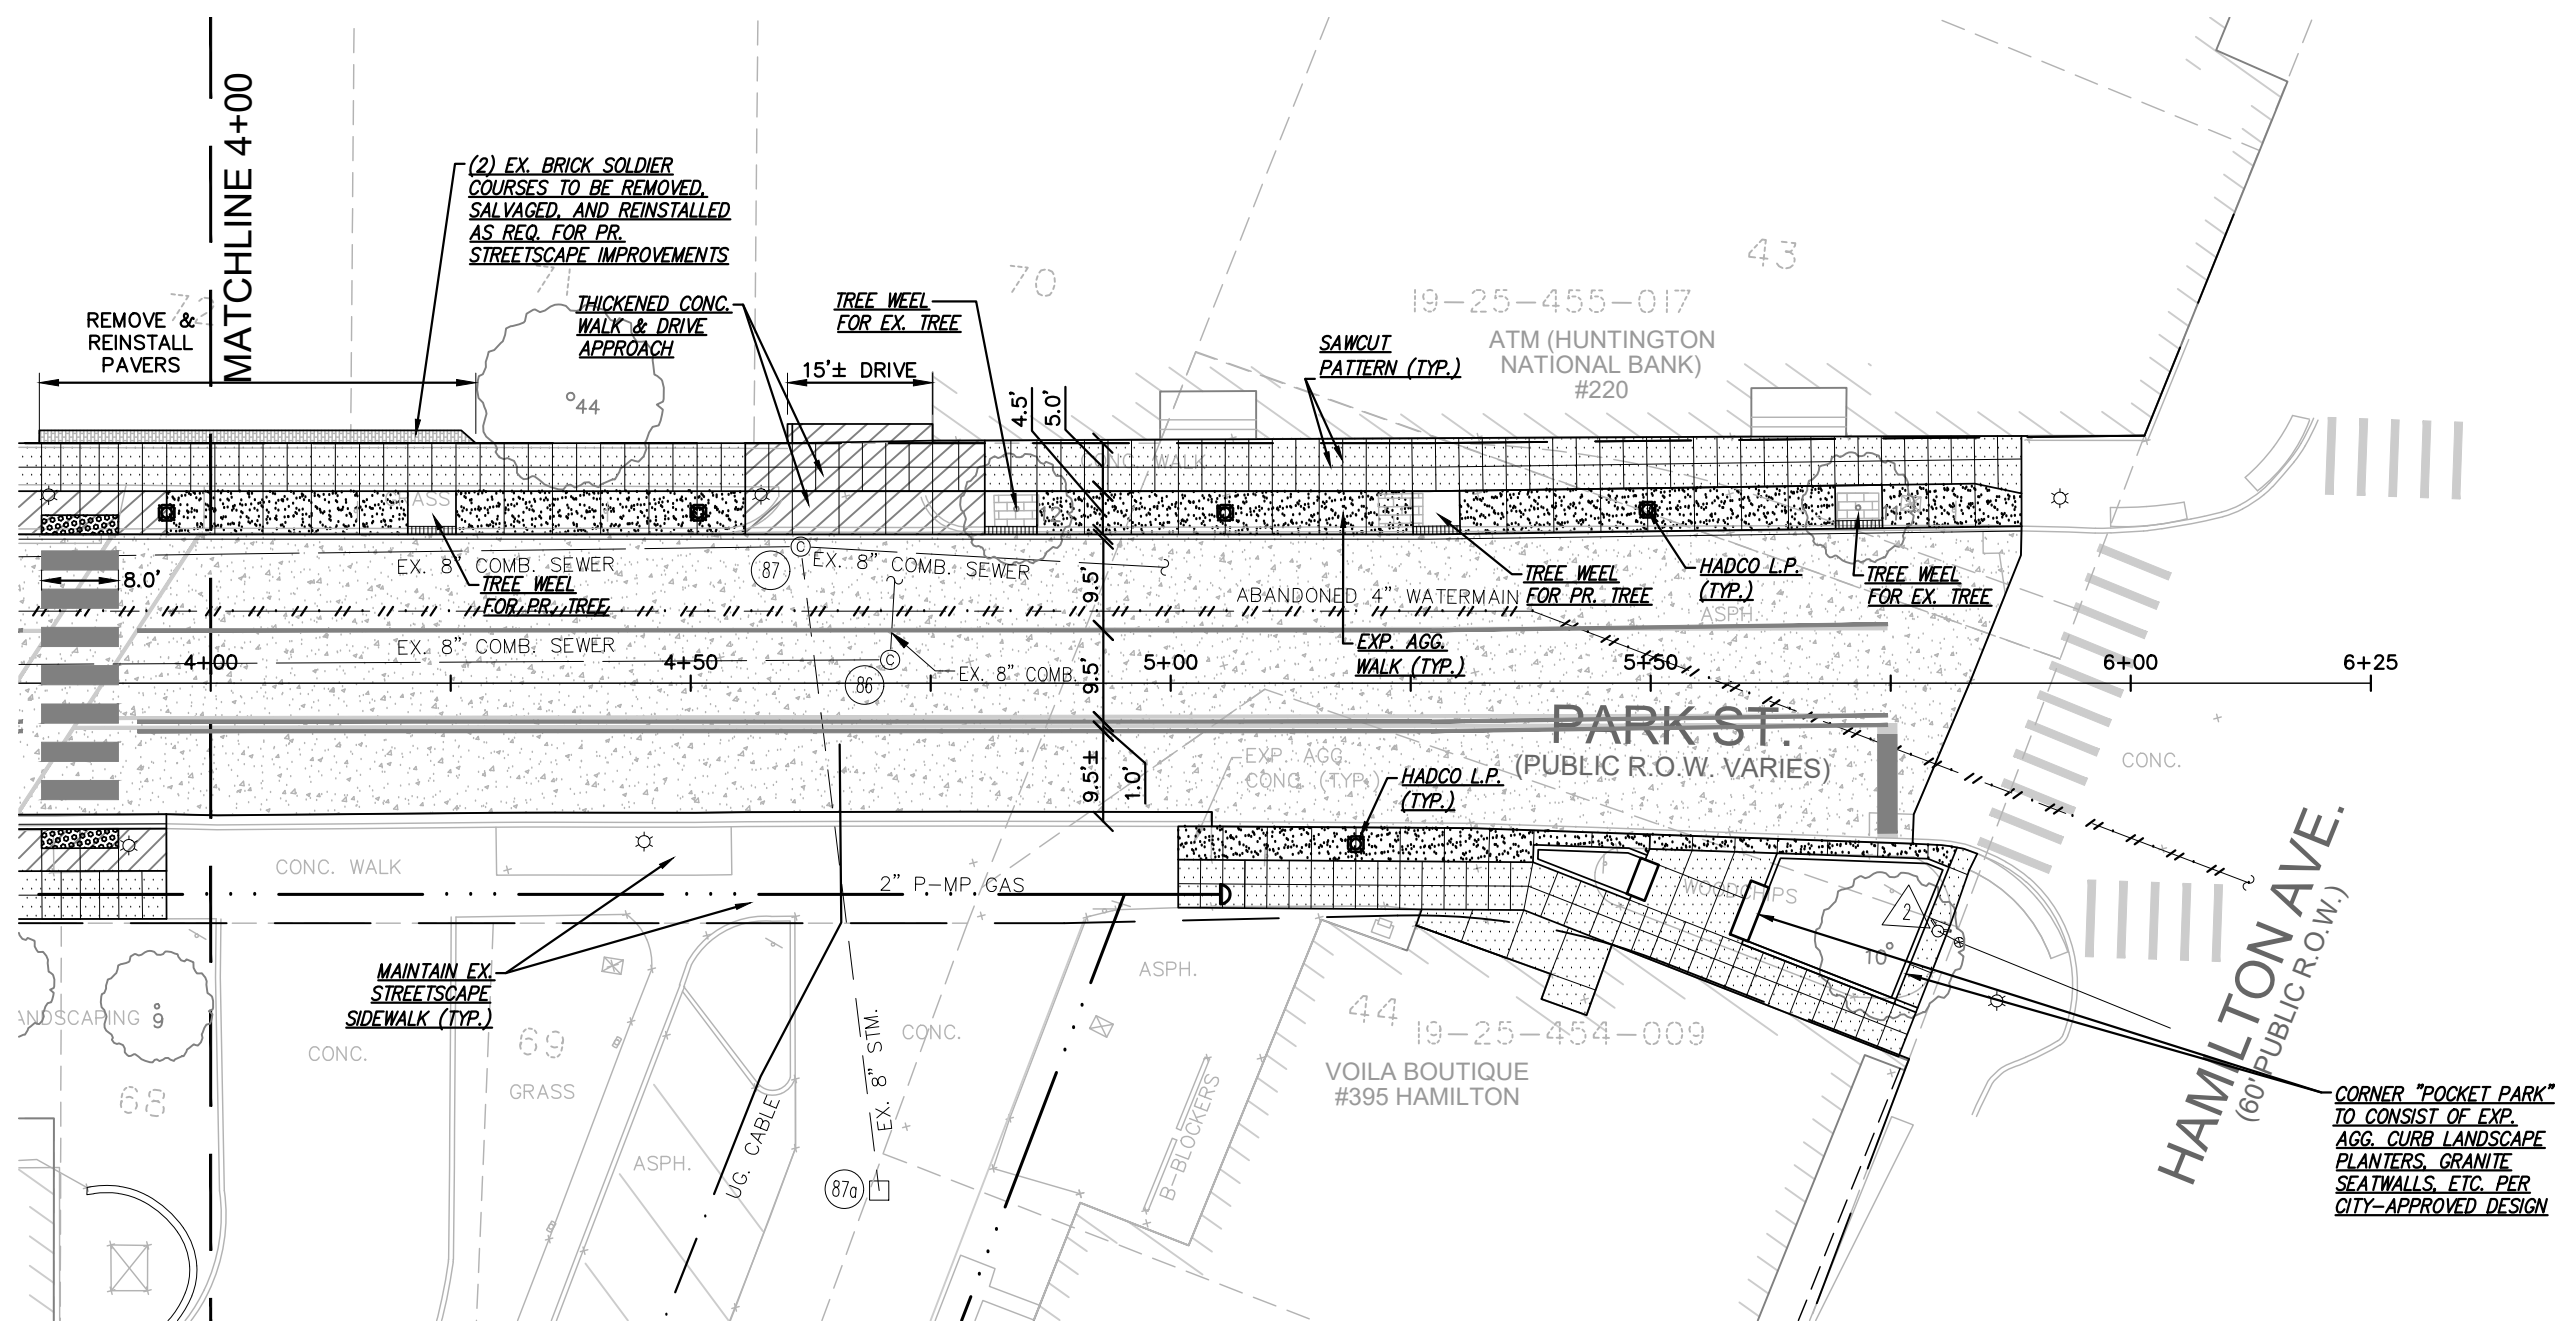 MATCHLINE 4+00
(2) EX. BRICK SOLDIER
COURSES TO BE REMOVED,
SALVAGED, AND REINSTALLED
AS REQ. FOR PR.
STREETSCAPE IMPROVEMENTS
REMOVE &
REINSTALL
PAVERS
71
THICKENED CONC.
WALK & DRIVE
APPROACH
TREE WEEL
FOR EX. TREE
70
43
19-25-455-017
ATM (HUNTINGTON
NATIONAL BANK)
#220
SAWCUT
PATTERN (TYP.)
15'± DRIVE
44
4.5'
5.0'
CONC. WALK
8.0'
EX. 8" COMB. SEWER
TREE WEEL
FOR PR. TREE
87
EX. 8" COMB. SEWER
9.5'
ABANDONED 4" WATERMAIN
TREE WEEL
FOR PR. TREE
HADCO L.P.
(TYP.)
TREE WEEL
FOR EX. TREE
ASPH.
EX. 8" COMB. SEWER
EXP. AGG.
WALK (TYP.)
4+00
4+50
5+00
5+50
6+00
6+25
86
EX. 8" COMB.
9.5'
9.5'±
1.0'
PARK ST.
(PUBLIC R.O.W. VARIES)
EXP. AGG.
CONC. (TYP.)
HADCO L.P.
(TYP.)
CONC.
CONC. WALK
2" P-MP. GAS
WOODCHIPS
2
10
MAINTAIN EX.
STREETSCAPE
SIDEWALK (TYP.)
ASPH.
ANDSCAPING
9
68
CONC.
69
GRASS
ASPH.
UG. CABLE
EX. 8" STM.
87a
CONC.
B-BLOCKERS
44
19-25-454-009
VOILA BOUTIQUE
#395 HAMILTON
HAMILTON AVE.
(60' PUBLIC R.O.W.)
CORNER "POCKET PARK"
TO CONSIST OF EXP.
AGG. CURB LANDSCAPE
PLANTERS, GRANITE
SEATWALLS, ETC. PER
CITY-APPROVED DESIGN